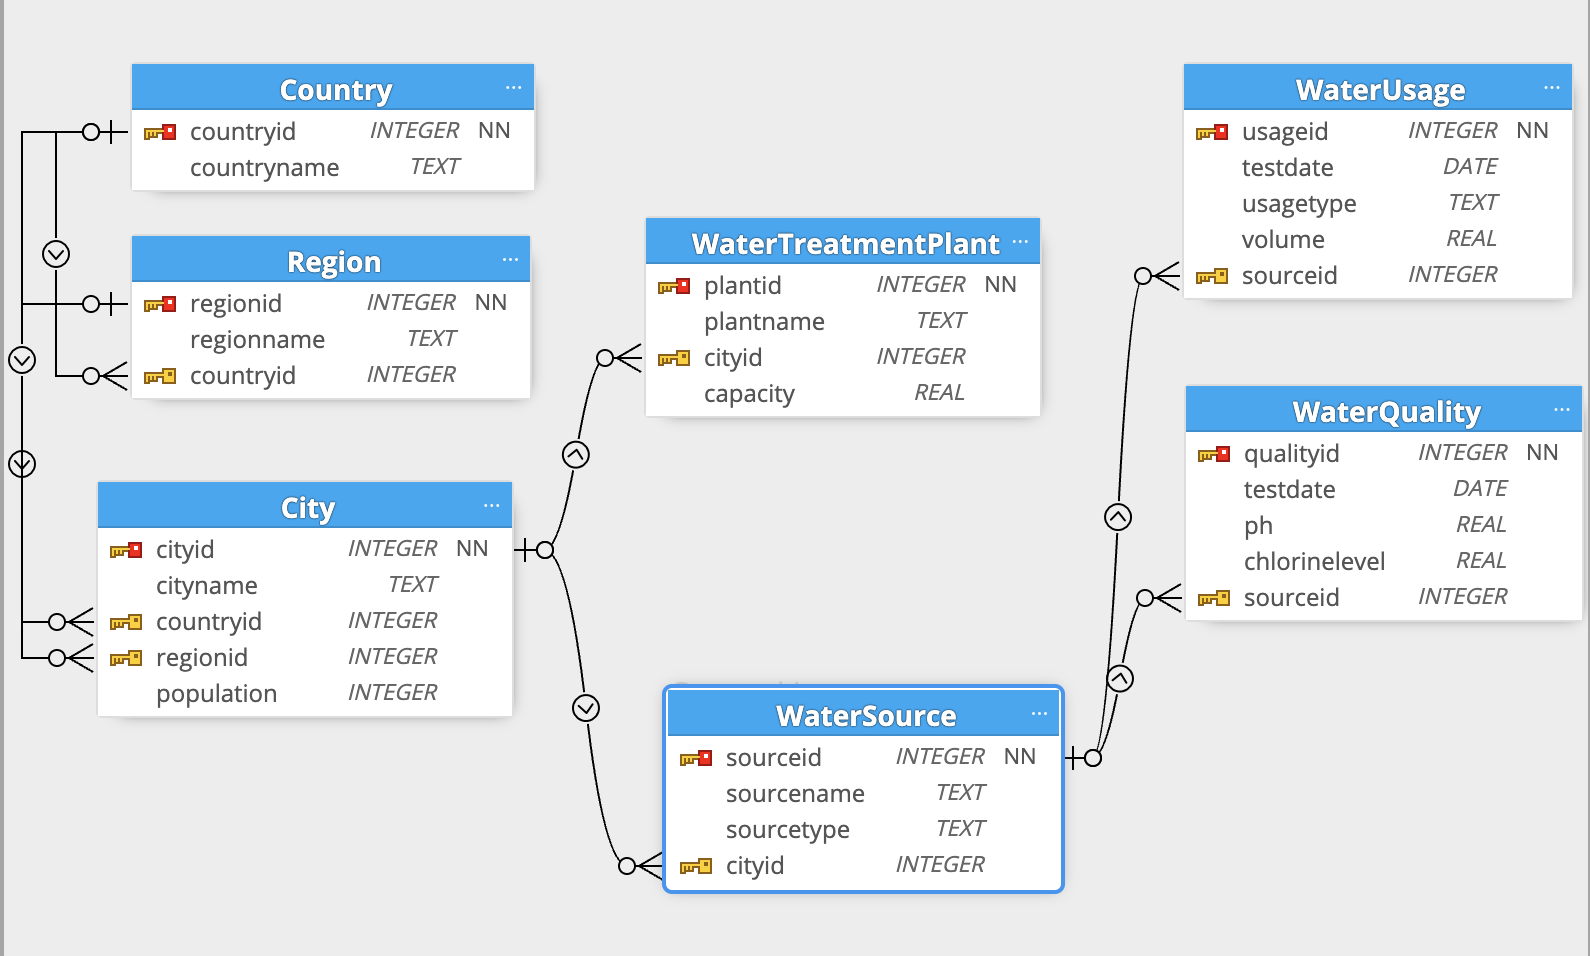 Country ...
countryid INTEGER NN
countryname TEXT
Region ...
regionid INTEGER NN
regionname TEXT
countryid INTEGER
City ...
cityid INTEGER NN
cityname TEXT
countryid INTEGER
regionid INTEGER
population INTEGER
WaterTreatmentPlant ...
plantid INTEGER NN
plantname TEXT
cityid INTEGER
capacity REAL
WaterSource ...
sourceid INTEGER NN
sourcename TEXT
sourcetype TEXT
cityid INTEGER
WaterUsage ...
usageid INTEGER NN
testdate DATE
usagetype TEXT
volume REAL
sourceid INTEGER
WaterQuality ...
qualityid INTEGER NN
testdate DATE
ph REAL
chlorinelevel REAL
sourceid INTEGER